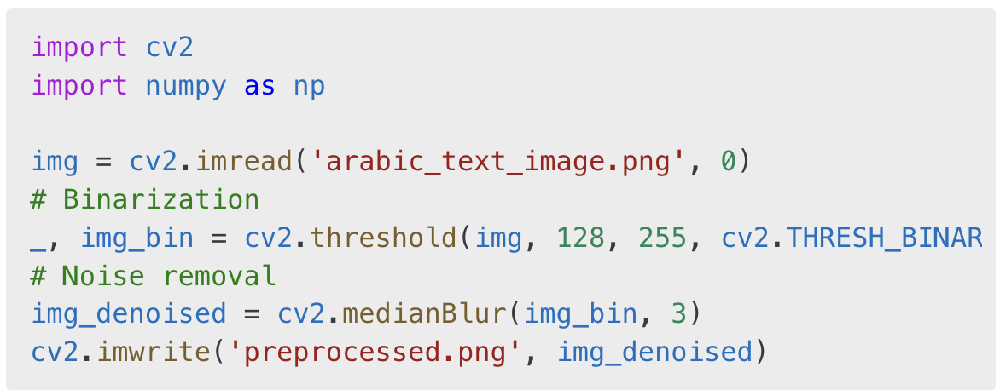 import cv2
import numpy as np
img = cv2.imread('arabic_text_image.png', 0)
# Binarization
_, img_bin = cv2.threshold(img, 128, 255, cv2.THRESH_BINAR
# Noise removal
img_denoised = cv2.medianBlur(img_bin, 3)
cv2.imwrite('preprocessed.png', img_denoised)